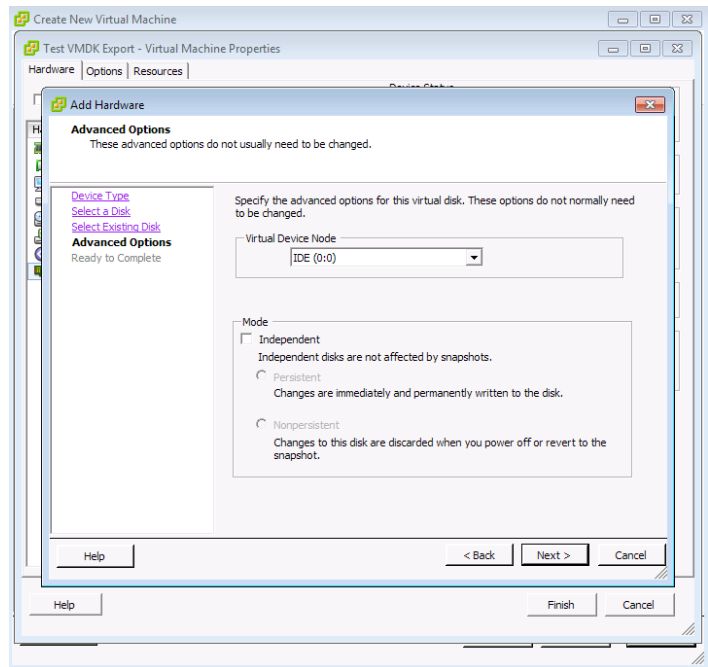 Create New Virtual Machine
Test VMDK Export - Virtual Machine Properties
Hardware Options Resources
Device Status
Add Hardware
Advanced Options
These advanced options do not usually need to be changed.
Device Type
Select a Disk
Select Existing Disk
Advanced Options
Ready to Complete
Specify the advanced options for this virtual disk. These options do not normally need
to be changed.
Virtual Device Node
IDE (0:0)
Mode
Independent
Independent disks are not affected by snapshots.
Persistent
Changes are immediately and permanently written to the disk.
Nonpersistent
Changes to this disk are discarded when you power off or revert to the
snapshot.
Help < Back Next > Cancel
Help Finish Cancel